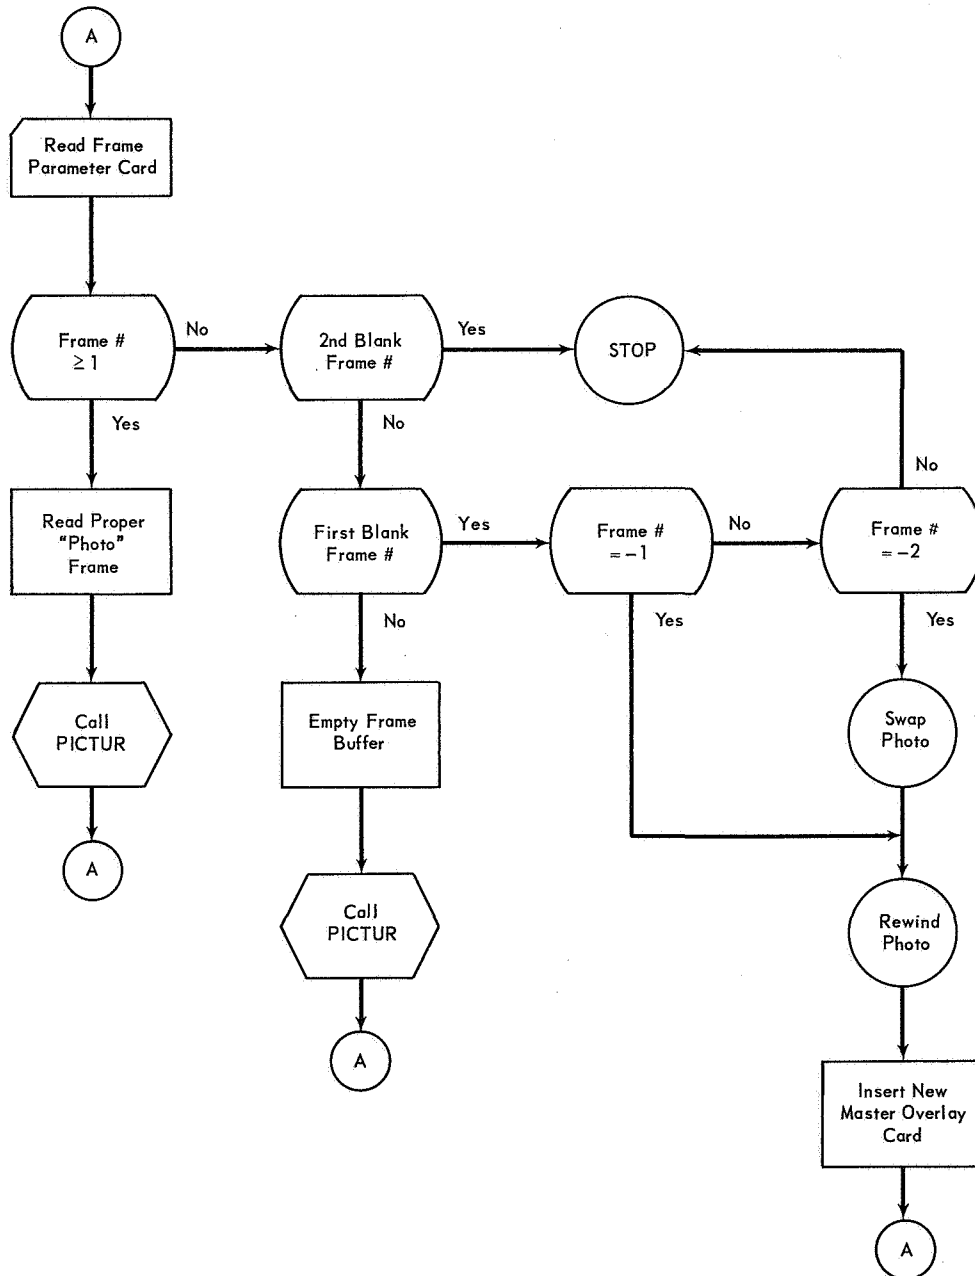 A
Read Frame
Parameter Card
Frame #
≥ 1
No
2nd Blank
Frame #
Yes
STOP
Yes
No
No
Read Proper
"Photo"
Frame
First Blank
Frame #
Yes
Frame #
= -1
No
Frame #
= -2
No
Yes
Yes
Call
PICTUR
Empty Frame
Buffer
Swap
Photo
A
Call
PICTUR
Rewind
Photo
A
Insert New
Master Overlay
Card
A